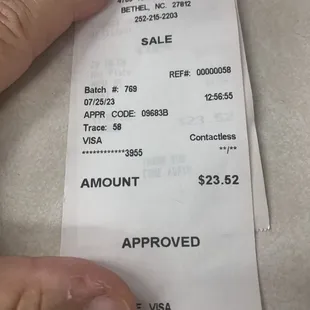 BETHEL, NC. 27812
252-215-2203
SALE
REF#: 00000058
Batch #: 769
07/25/23 12:56:55
APPR CODE: 09683B
Trace: 58
VISA Contactless
************3955 **/**
AMOUNT $23.52
APPROVED
VISA